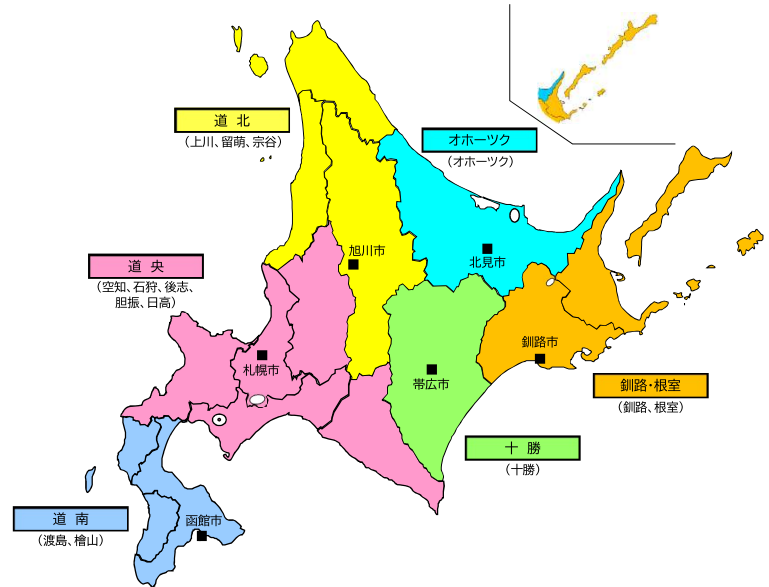 道 北
(上川、留萌、宗谷)
オホーツク
(オホーツク)
旭川市
北見市
道 央
(空知、石狩、後志、
胆振、日高)
札幌市
帯広市
釧路市
釧路・根室
(釧路、根室)
十 勝
(十勝)
道 南
(渡島、檜山)
函館市